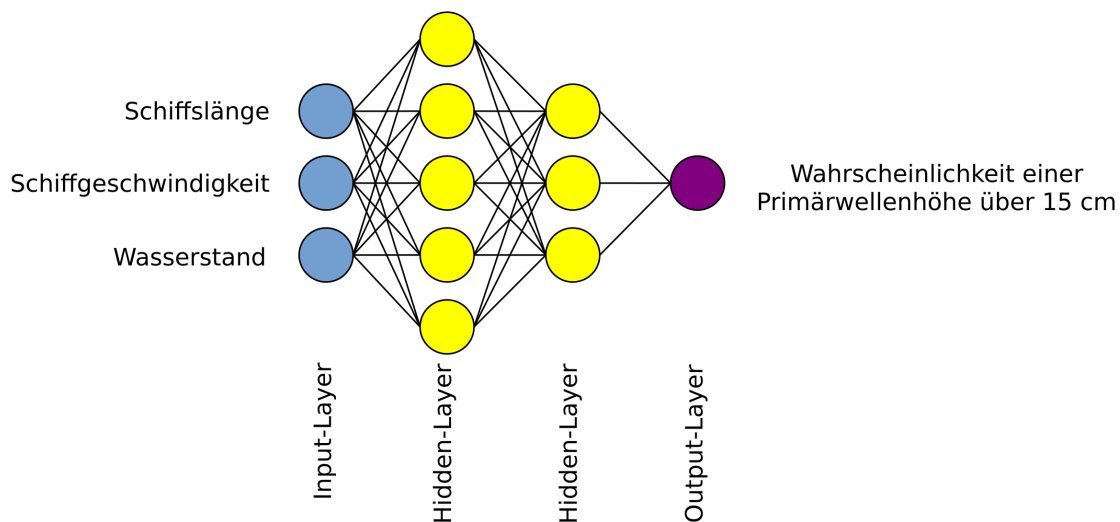 Schiffslänge
Schiffgeschwindigkeit
Wasserstand
Wahrscheinlichkeit einer
Primärwellenhöhe über 15 cm
Input-Layer
Hidden-Layer
Hidden-Layer
Output-Layer